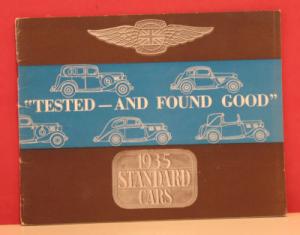 "TESTED—AND FOUND GOOD"
1935
STANDARD
CARS